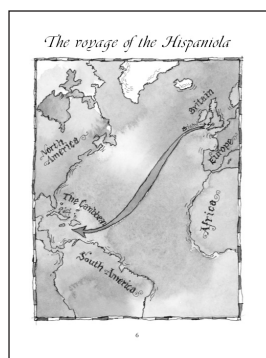 The voyage of the Hispaniola
Britain
North
America
Europe
The Caribbean
Africa
South
America
6